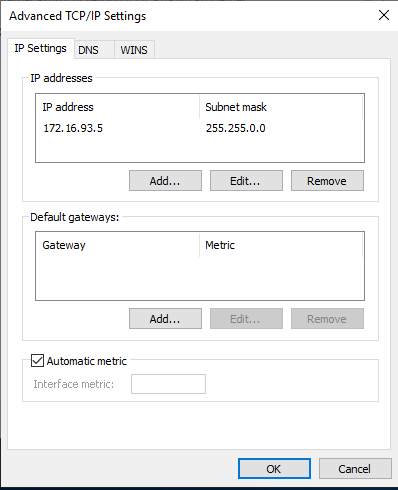 Advanced TCP/IP Settings
IP Settings DNS WINS
IP addresses
IP address Subnet mask
172.16.93.5 255.255.0.0
Add... Edit... Remove
Default gateways:
Gateway Metric
Add... Edit... Remove
Automatic metric
Interface metric:
OK Cancel